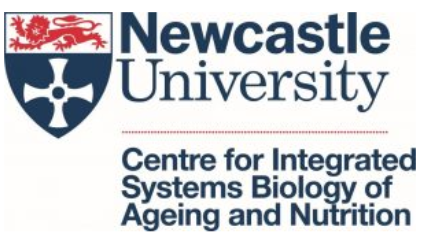 Newcastle
University
Centre for Integrated
Systems Biology of
Ageing and Nutrition